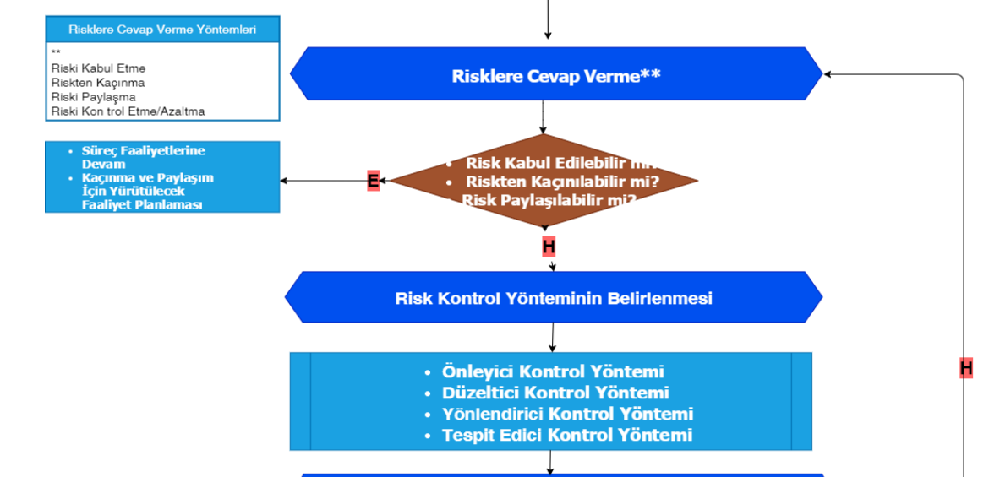 Risklere Cevap Verme Yöntemleri
**
Riski Kabul Etme
Riskten Kaçınma
Riski Paylaşma
Riski Kon trol Etme/Azaltma
Risklere Cevap Verme**
• Risk Kabul Edilebilir mi?
• Riskten Kaçınılabilir mi?
• Risk Paylaşılabilir mi?
E
• Süreç Faaliyetlerine
Devam
• Kaçınma ve Paylaşım
İçin Yürütülecek
Faaliyet Planlaması
H
Risk Kontrol Yönteminin Belirlenmesi
• Önleyici Kontrol Yöntemi
• Düzeltici Kontrol Yöntemi
• Yönlendirici Kontrol Yöntemi
• Tespit Edici Kontrol Yöntemi
H